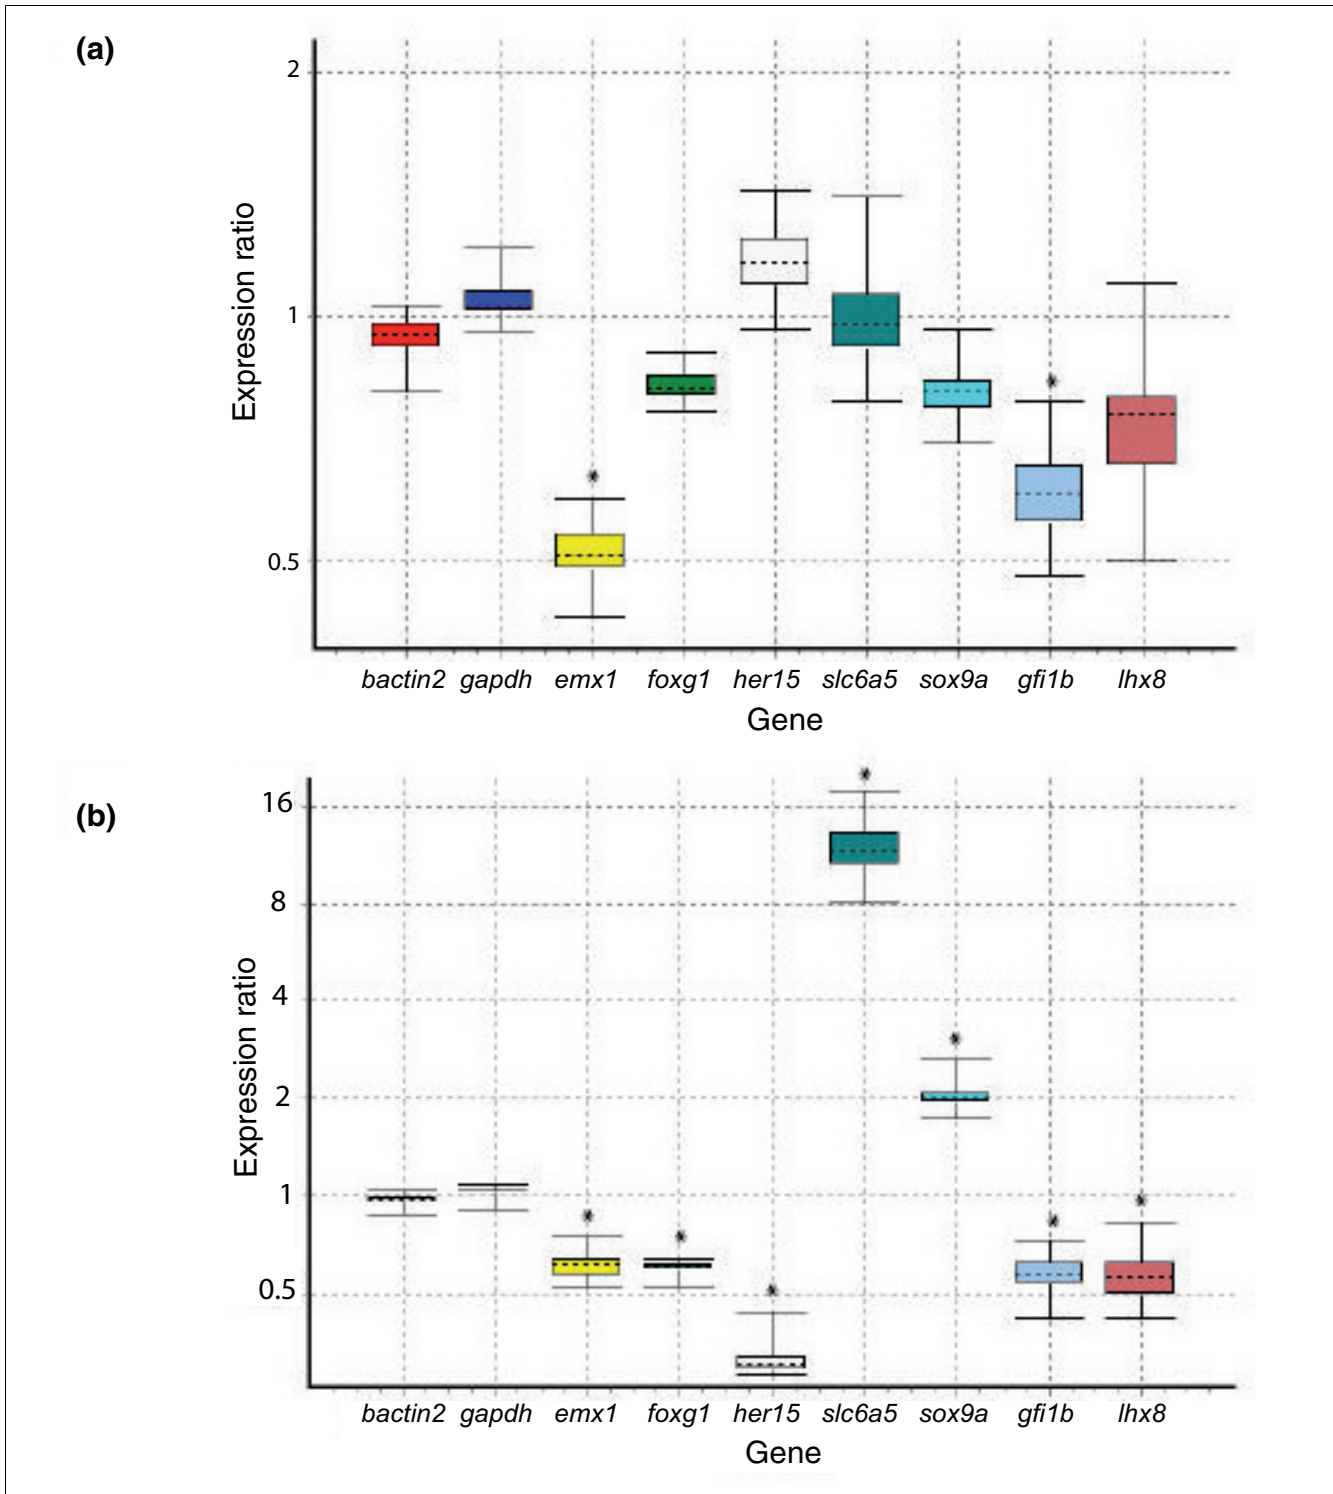 (a)
2
1
0.5
Expression ratio
bactin2 gapdh emx1 foxg1 her15 slc6a5 sox9a gfi1b lhx8
Gene
(b)
16
8
4
2
1
0.5
Expression ratio
bactin2 gapdh emx1 foxg1 her15 slc6a5 sox9a gfi1b lhx8
Gene